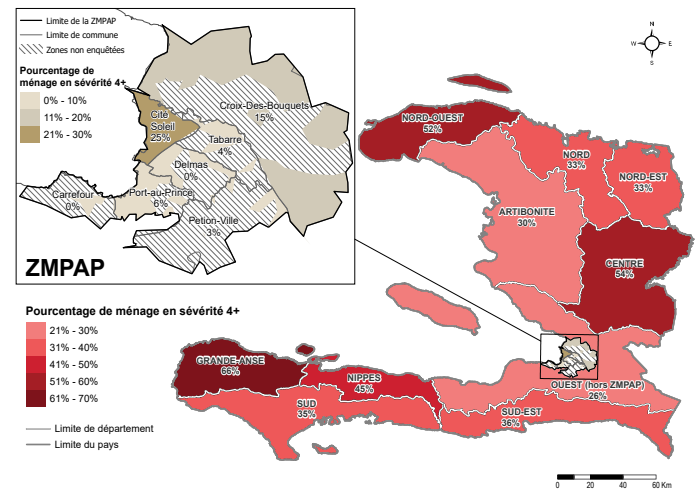 Limite de la ZMPAP
Limite de commune
Zones non enquêtées
Pourcentage de
ménage en sévérité 4+
0% - 10%
11% - 20%
21% - 30%
Croix-Des-Bouquets
15%
Cité
Soleil
25%
Tabarre
4%
Delmas
0%
Carrefour
0%
Port-au-Prince
6%
Petion-Ville
3%
ZMPAP
N
W
E
S
NORD-OUEST
52%
NORD
33%
NORD-EST
33%
ARTIBONITE
30%
CENTRE
54%
GRANDE-ANSE
66%
NIPPES
45%
OUEST (hors ZMPAP)
26%
SUD
35%
SUD-EST
36%
Pourcentage de ménage en sévérité 4+
21% - 30%
31% - 40%
41% - 50%
51% - 60%
61% - 70%
Limite de département
Limite du pays
0 20 40 60 Km